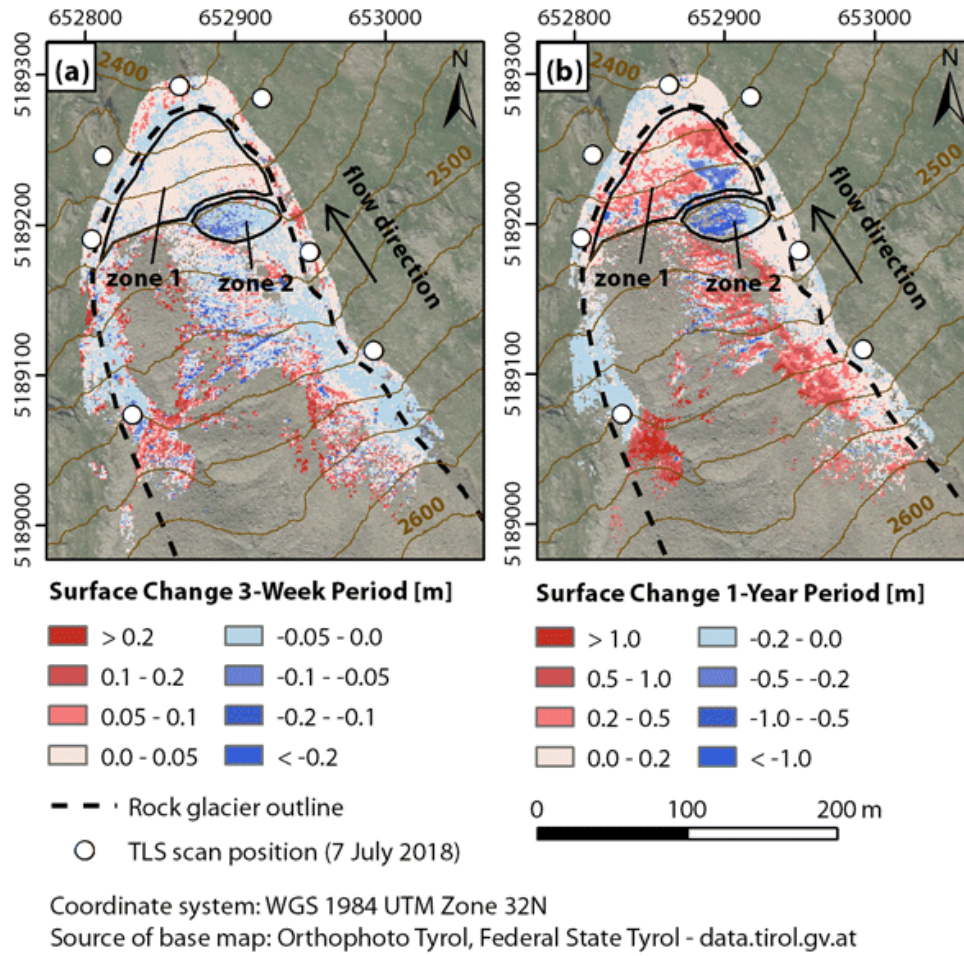 652800 652900 653000 652800 652900 653000
(a) 2400 N (b) 2400 N
5189300 5189300
2500 2500
flow direction flow direction
5189200 5189200
zone 1 zone 2 zone 1 zone 2
5189100 5189100
5189000 2600 5189000 2600
Surface Change 3-Week Period [m] Surface Change 1-Year Period [m]
> 0.2 -0.05 - 0.0 > 1.0 -0.2 - 0.0
0.1 - 0.2 -0.1 - -0.05 0.5 - 1.0 -0.5 - -0.2
0.05 - 0.1 -0.2 - -0.1 0.2 - 0.5 -1.0 - -0.5
0.0 - 0.05 < -0.2 0.0 - 0.2 < -1.0
Rock glacier outline 0 100 200 m
TLS scan position (7 July 2018)
Coordinate system: WGS 1984 UTM Zone 32N
Source of base map: Orthophoto Tyrol, Federal State Tyrol - data.tirol.gv.at